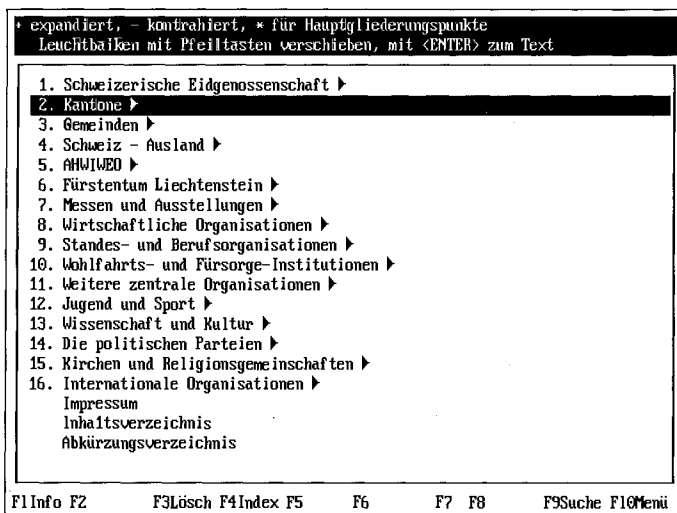 + expandiert, - kontrahiert, * für Hauptgliederungspunkte
Leuchtbalken mit Pfeiltasten verschieben, mit <ENTER> zum Text
1. Schweizerische Eidgenossenschaft ▶
2. Kantone ▶
3. Gemeinden ▶
4. Schweiz - Ausland ▶
5. AHWIWEO ▶
6. Fürstentum Liechtenstein ▶
7. Messen und Ausstellungen ▶
8. Wirtschaftliche Organisationen ▶
9. Standes- und Berufsorganisationen ▶
10. Wohlfahrts- und Fürsorge-Institutionen ▶
11. Weitere zentrale Organisationen ▶
12. Jugend und Sport ▶
13. Wissenschaft und Kultur ▶
14. Die politischen Parteien ▶
15. Kirchen und Religionsgemeinschaften ▶
16. Internationale Organisationen ▶
Impressum
Inhaltsverzeichnis
Abkürzungsverzeichnis
F1Info F2 F3Lösch F4Index F5 F6 F7 F8 F9Suche F10Menü